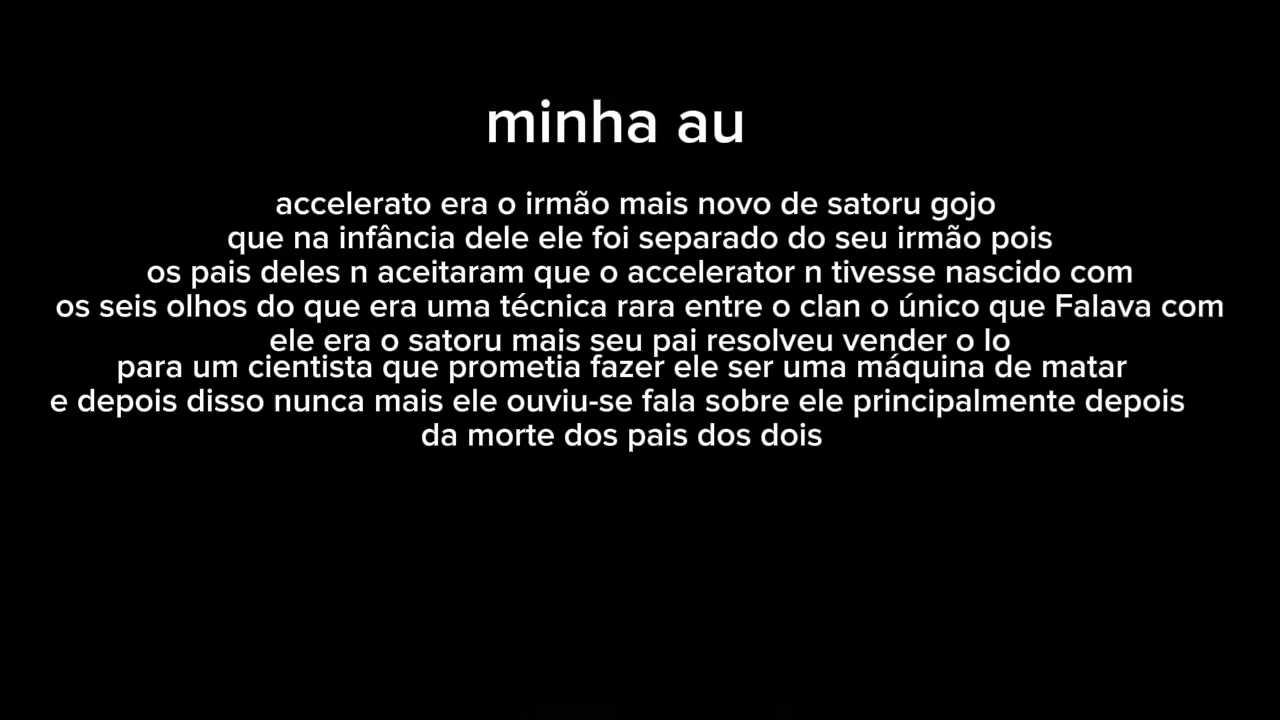 minha au
accelerato era o irmão mais novo de satoru gojo
que na infância dele ele foi separado do seu irmão pois
os pais deles n aceitaram que o accelerator n tivesse nascido com
os seis olhos do que era uma técnica rara entre o clan o único que Falava com
ele era o satoru mais seu pai resolveu vender o lo
para um cientista que prometia fazer ele ser uma máquina de matar
e depois disso nunca mais ele ouviu-se fala sobre ele principalmente depois
da morte dos pais dos dois